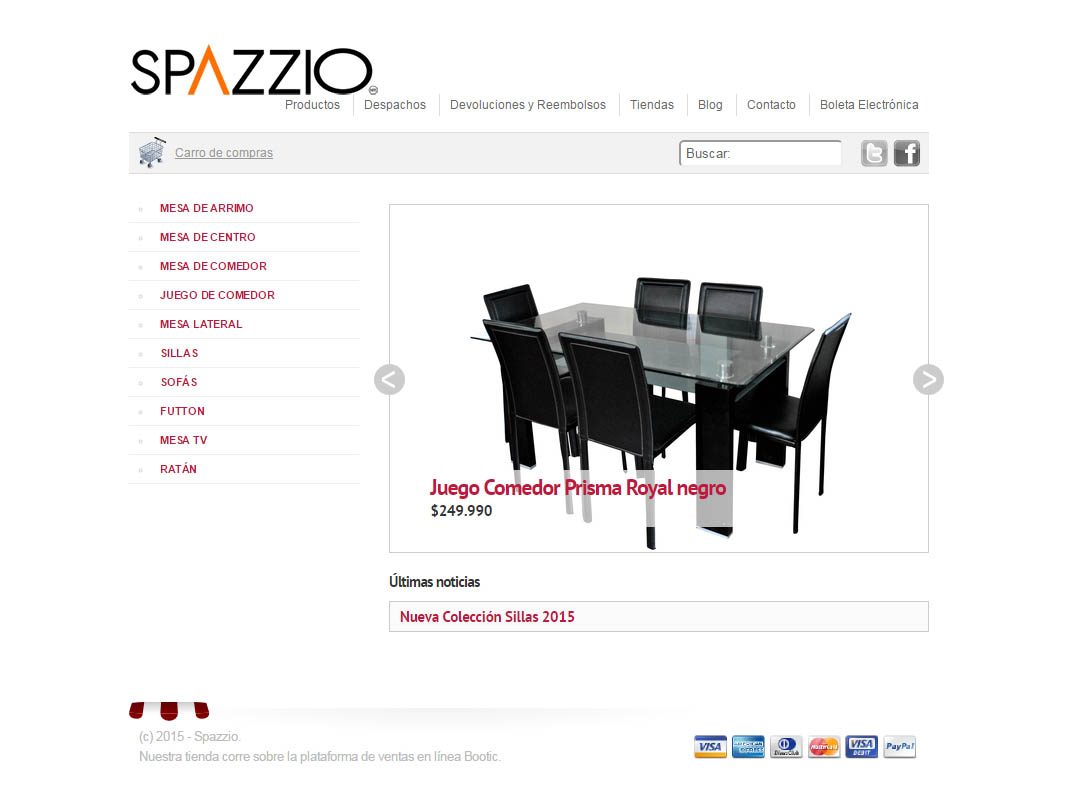 SPAZZIO
Productos
Despachos
Devoluciones y Reembolsos
Tiendas
Blog
Contacto
Boleta Electrónica
Carro de compras
Buscar:
MESA DE ARRIMO
MESA DE CENTRO
MESA DE COMEDOR
JUEGO DE COMEDOR
MESA LATERAL
SILLAS
SOFÁS
FUTTON
MESA TV
RATÁN
<
>
Juego Comedor Prisma Royal negro
$249.990
Últimas noticias
Nueva Colección Sillas 2015
(c) 2015 - Spazzio.
Nuestra tienda corre sobre la plataforma de ventas en línea Bootic.
VISA
AMERICAN EXPRESS
Diners Club
MasterCard
VISA DEBIT
PayPal